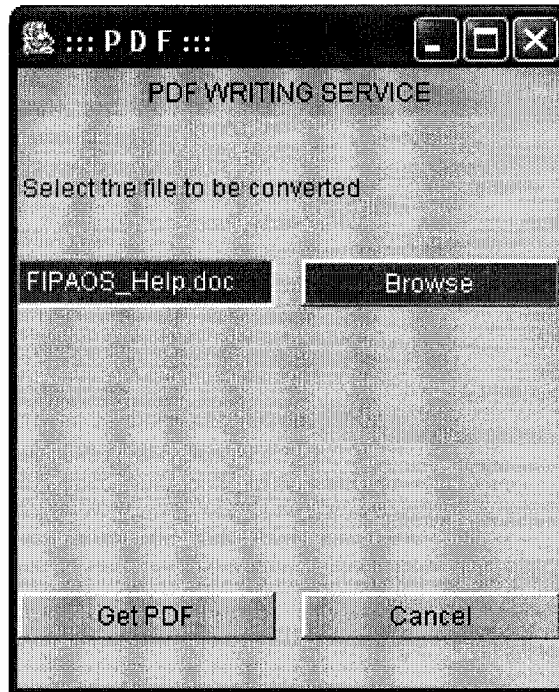 ::: P D F :::
PDF WRITING SERVICE
Select the file to be converted
FIPAOS_Help.doc
Browse
Get PDF
Cancel